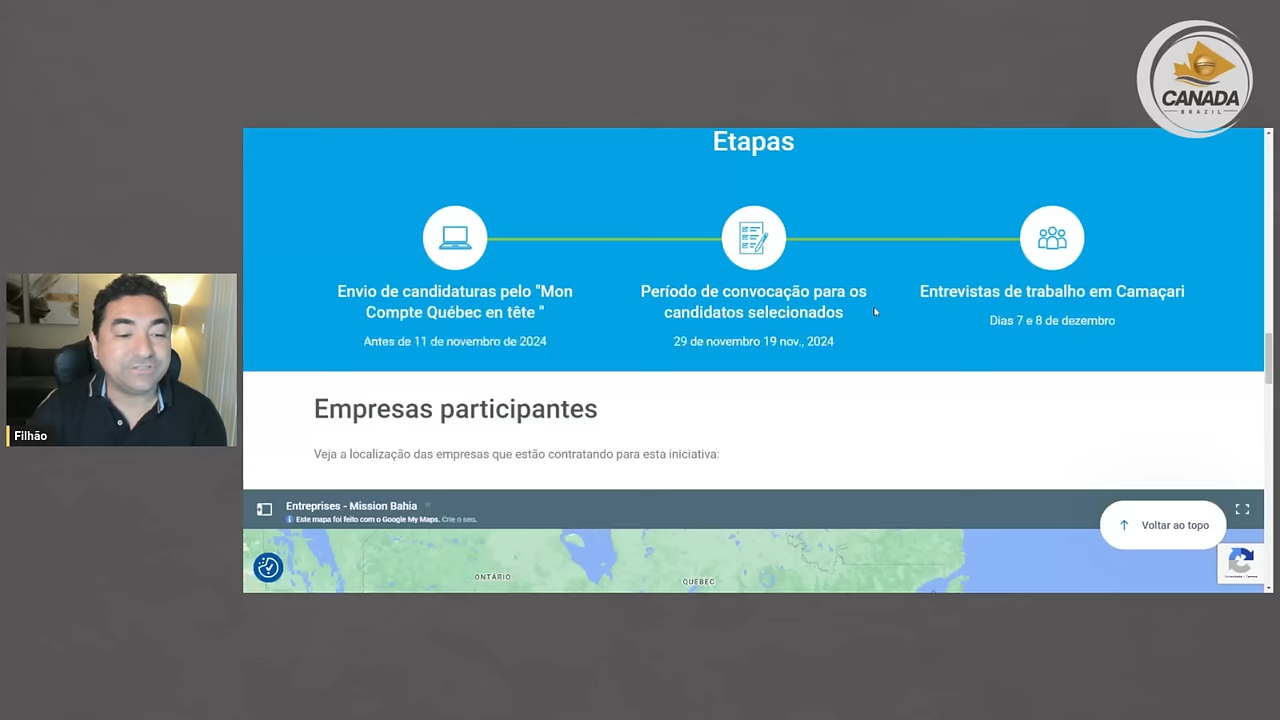 CANADA
BRAZIL
Etapas
Envio de candidaturas pelo "Mon
Compte Québec en tête "
Antes de 11 de novembro de 2024
Período de convocação para os
candidatos selecionados
29 de novembro 19 nov., 2024
Entrevistas de trabalho em Camaçari
Dias 7 e 8 de dezembro
Filhão
Empresas participantes
Veja a localização das empresas que estão contratando para esta iniciativa:
Entreprises - Mission Bahia
Este mapa foi feito com o Google My Maps. Crie o seu.
Voltar ao topo
ONTÁRIO
QUEBEC